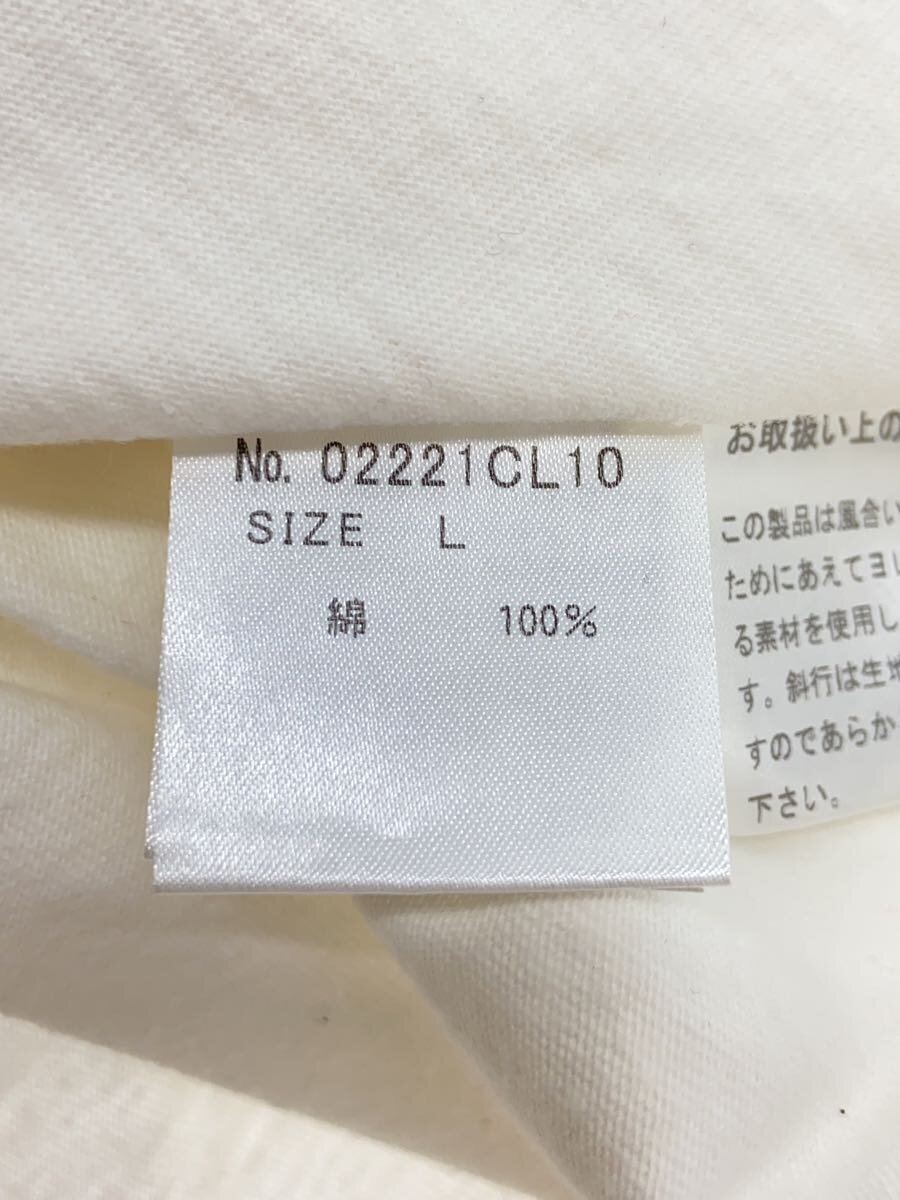 No. 02221CL10
SIZE L
綿 100%
お取扱い上の
この製品は風合い
ためにあえてヨレ
る素材を使用し
す。斜行は生地
すのであらか
下さい。